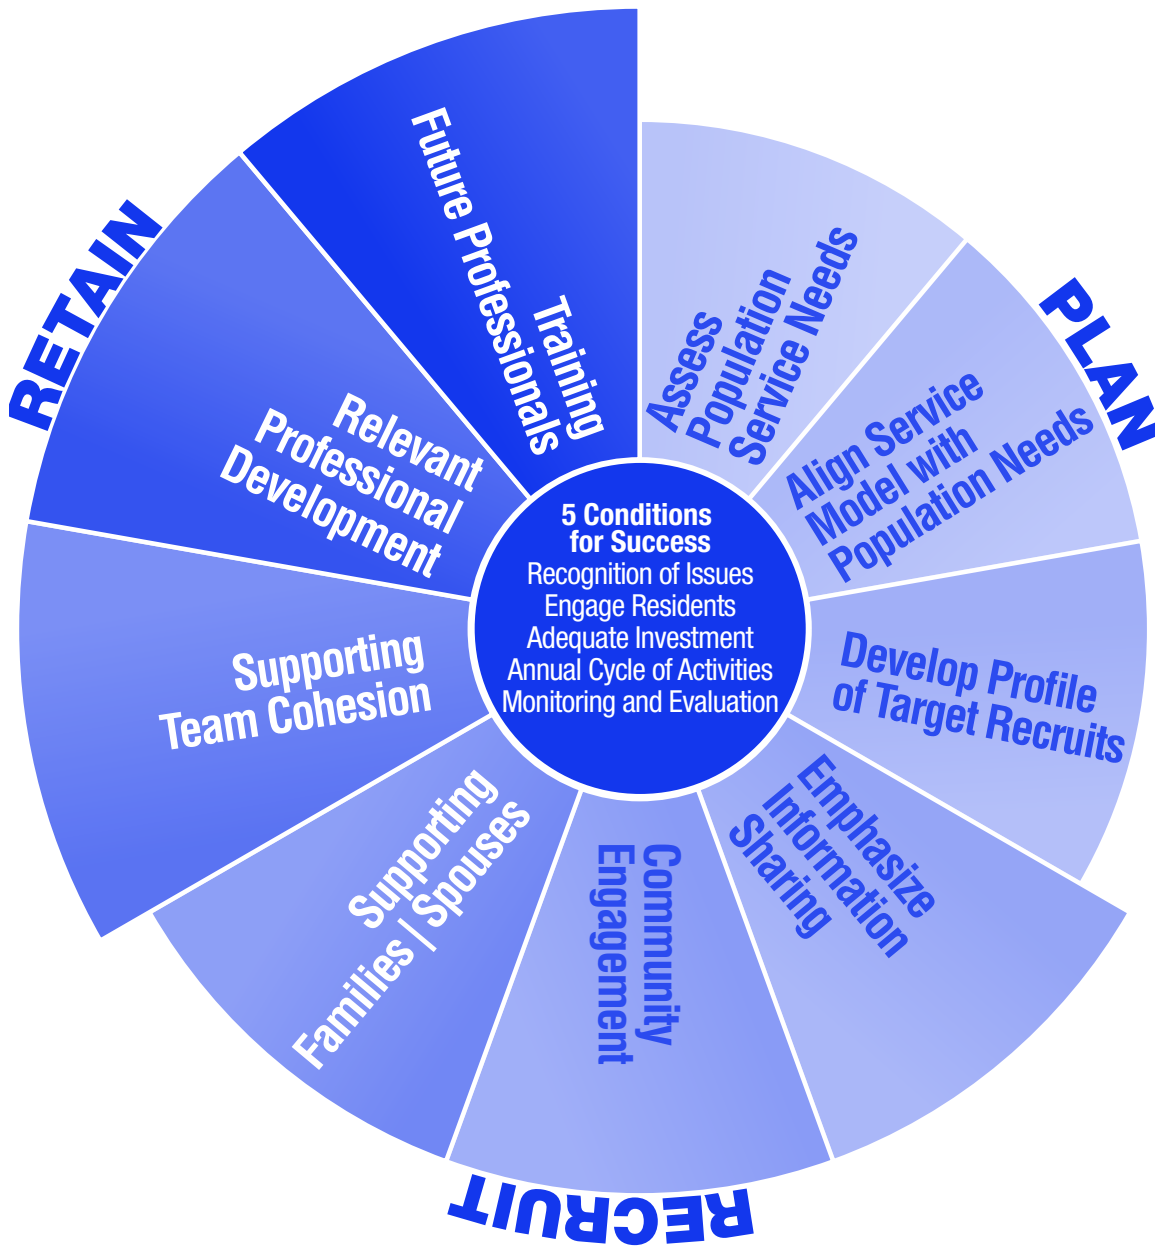 PLAN
Assess
Population
Service Needs
Align Service
Model with
Population Needs
Develop Profile
of Target Recruits
RECRUIT
Emphasize
Information
Sharing
Community
Engagement
Supporting
Families | Spouses
RETAIN
Supporting
Team Cohesion
Relevant
Professional
Development
Training
Future Professionals
5 Conditions
for Success
Recognition of Issues
Engage Residents
Adequate Investment
Annual Cycle of Activities
Monitoring and Evaluation